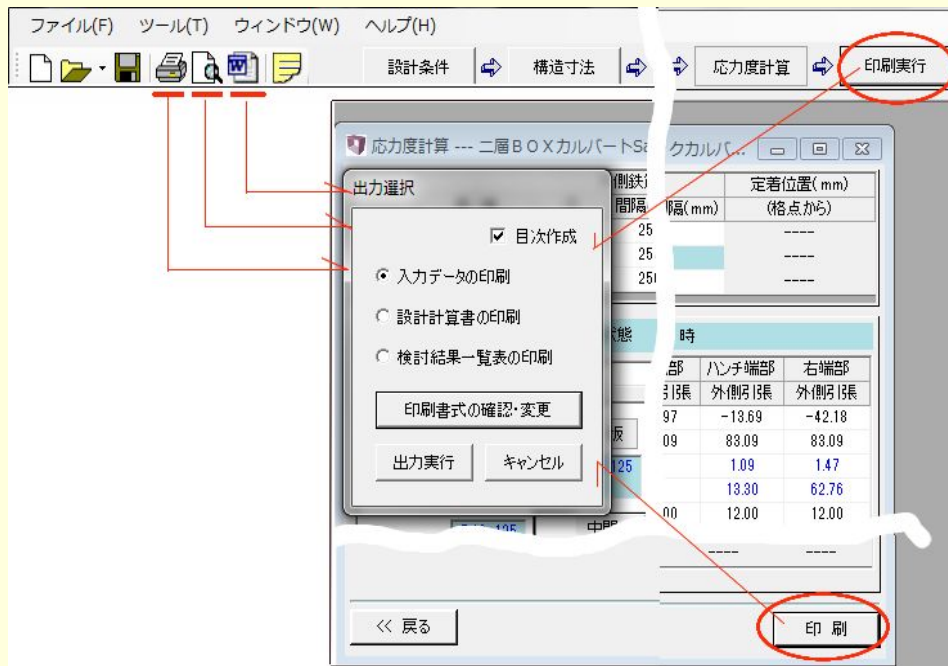 ファイル(F) ツール(T) ウィンドウ(W) ヘルプ(H)
設計条件 構造寸法 応力度計算 印刷実行
応力度計算 --- 二層BOXカルバートSa クカルバ...
出力選択
目次作成
入力データの印刷
設計計算書の印刷
検討結果一覧表の印刷
印刷書式の確認・変更
出力実行 キャンセル
側鉄 定着位置(mm)
間隔 隔(mm) (格点から)
25 ----
25 ----
25 ----
態 時
部 ハンチ端部 右端部
引張 外側引張 外側引張
97 -13.69 -42.18
09 83.09 83.09
125 1.09 1.47
13.30 62.76
00 12.00 12.00
中間
---- ----
<< 戻る 印 刷